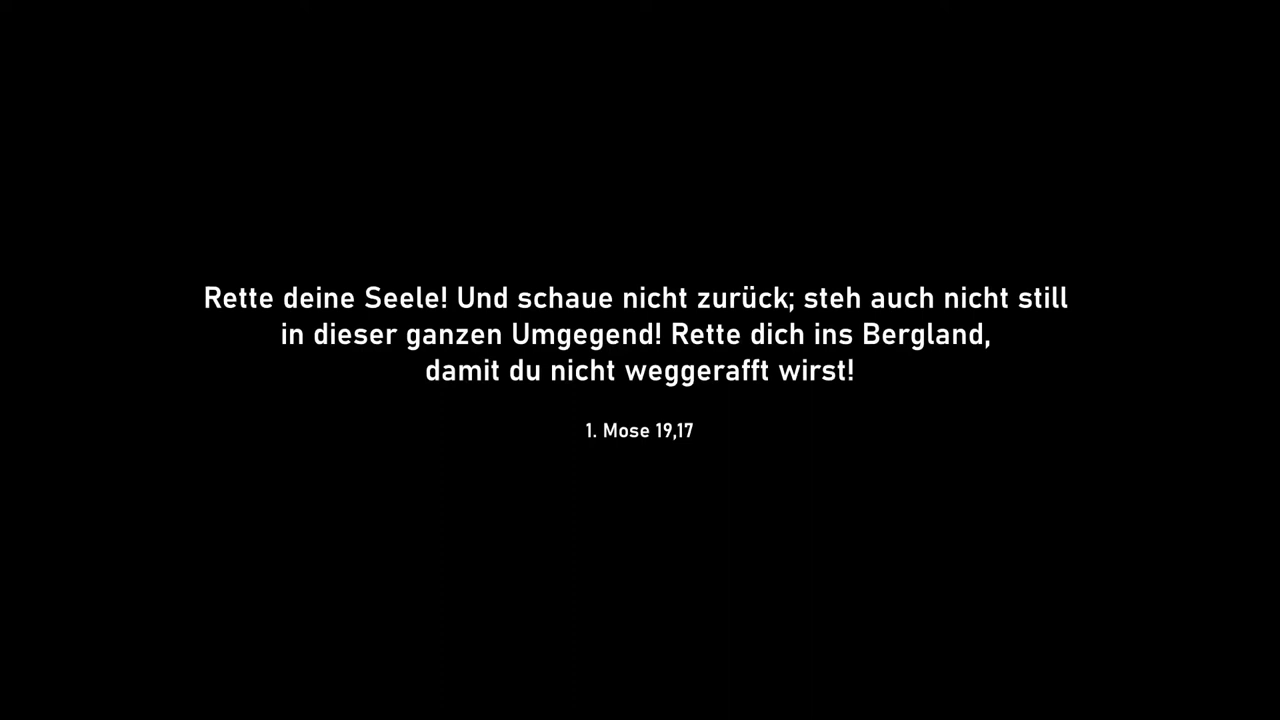 Rette deine Seele! Und schaue nicht zurück; steh auch nicht still
in dieser ganzen Umgegend! Rette dich ins Bergland,
damit du nicht weggerafft wirst!
1. Mose 19,17